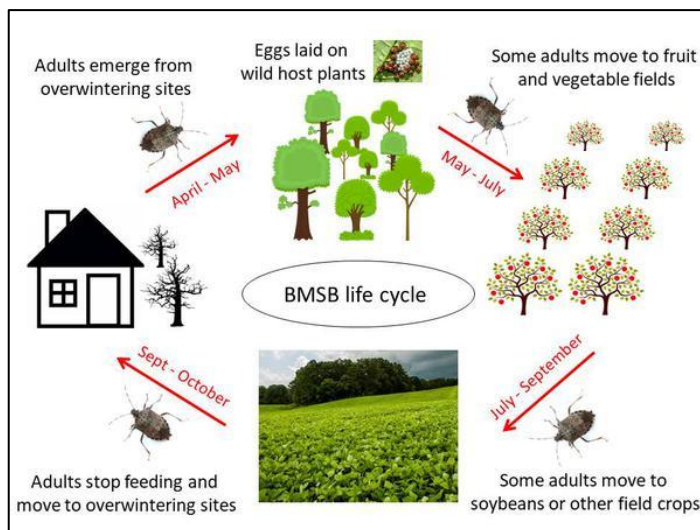 Adults emerge from
overwintering sites
April - May
Eggs laid on
wild host plants
Some adults move to fruit
and vegetable fields
May - July
BMSB life cycle
July - September
Some adults move to
soybeans or other field crops
Sept - October
Adults stop feeding and
move to overwintering sites